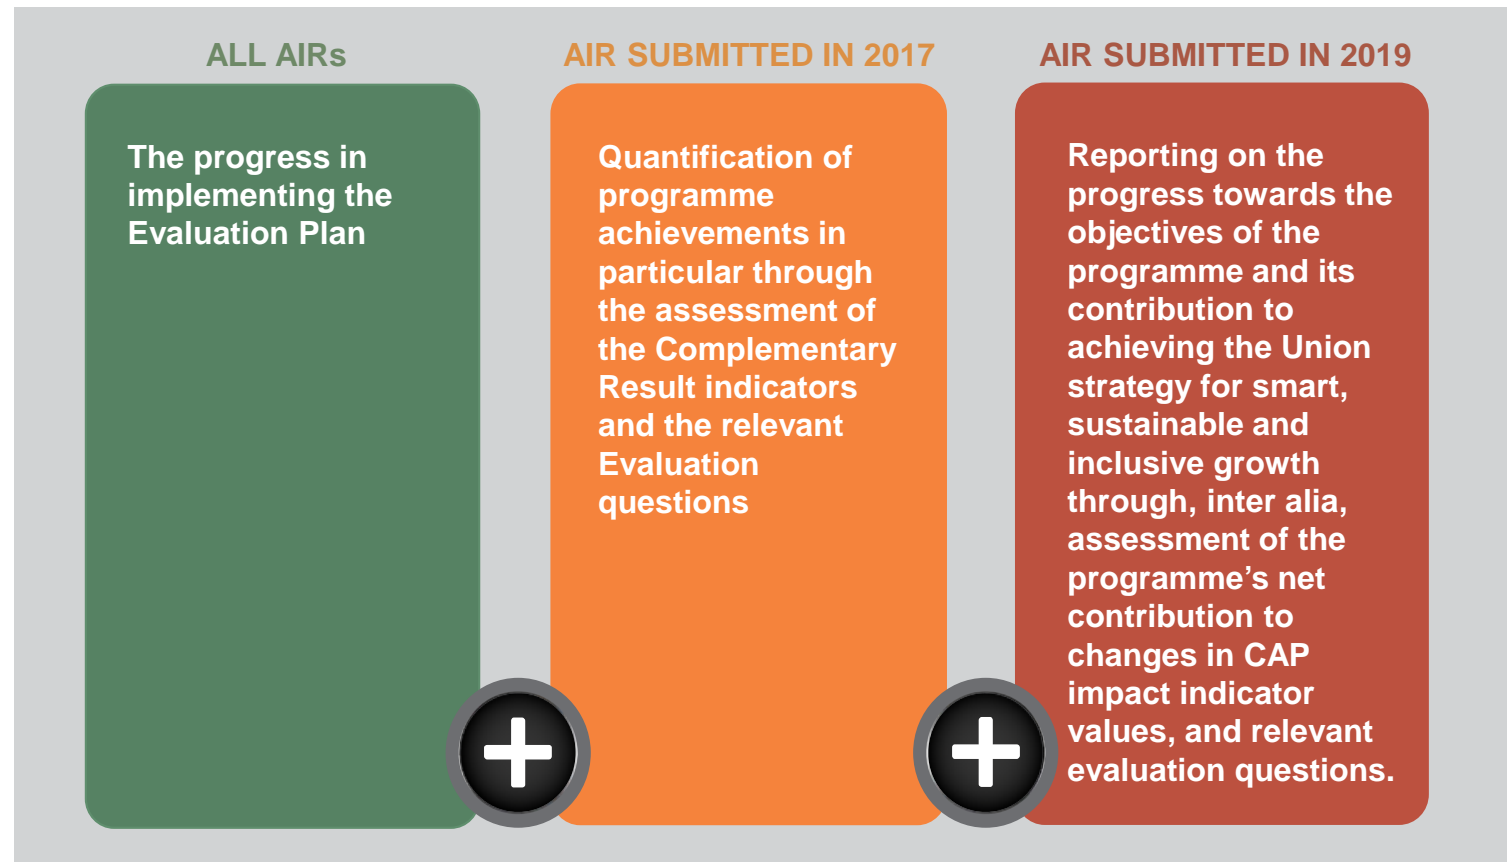 ALL AIRs
The progress in
implementing the
Evaluation Plan
AIR SUBMITTED IN 2017
Quantification of
programme
achievements in
particular through
the assessment of
the Complementary
Result indicators
and the relevant
Evaluation
questions
AIR SUBMITTED IN 2019
Reporting on the
progress towards the
objectives of the
programme and its
contribution to
achieving the Union
strategy for smart,
sustainable and
inclusive growth
through, inter alia,
assessment of the
programme’s net
contribution to
changes in CAP
impact indicator
values, and relevant
evaluation questions.